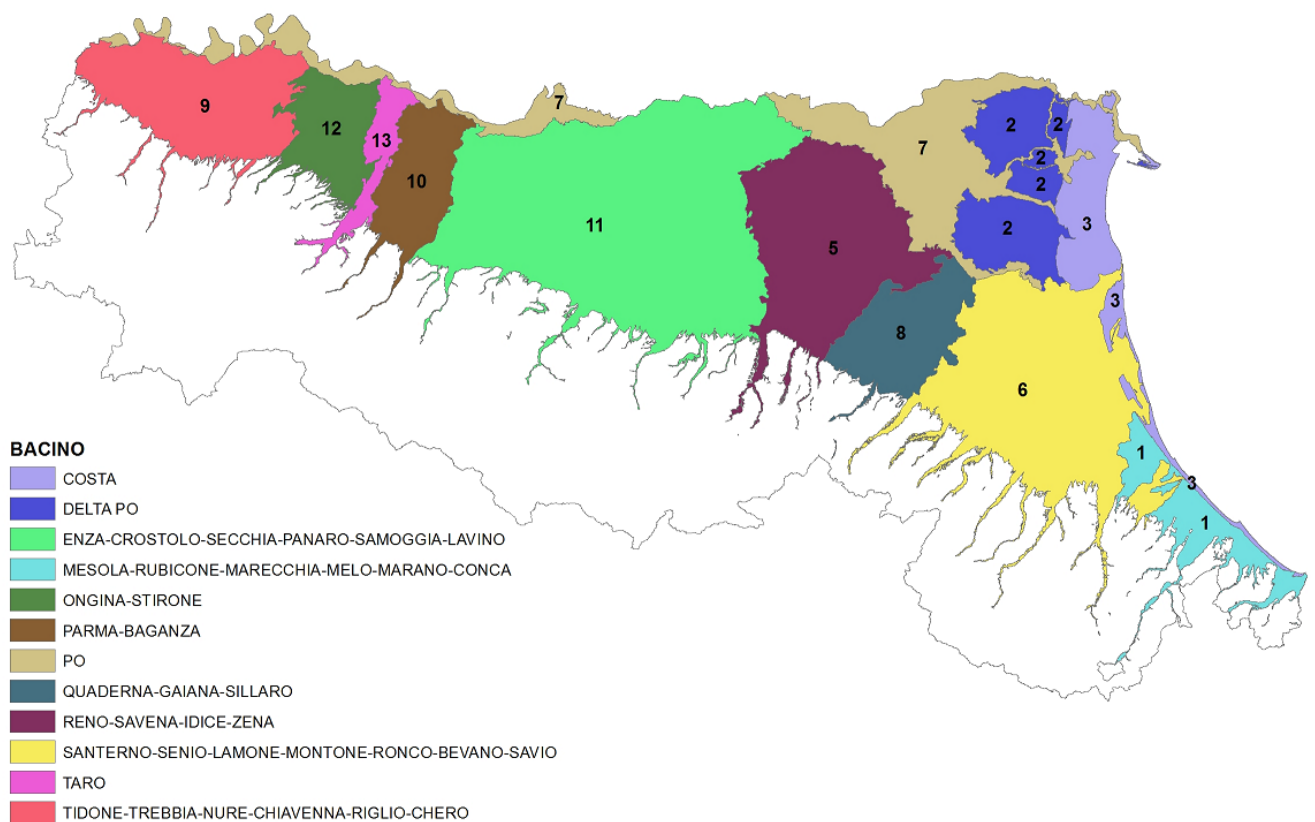 9
12
13
10
7
11
5
7
2
2
2
2
2
3
3
8
6
1
3
1
BACINO
COSTA
DELTA PO
ENZA-CROSTOLO-SECCHIA-PANARO-SAMOGGIA-LAVINO
MESOLA-RUBICONE-MARECCHIA-MELO-MARANO-CONCA
ONGINA-STIRONE
PARMA-BAGANZA
PO
QUADERNA-GAIANA-SILLARO
RENO-SAVENA-IDICE-ZENA
SANTERNO-SENIO-LAMONE-MONTONE-RONCO-BEVANO-SAVIO
TARO
TIDONE-TREBBIA-NURE-CHIAVENNA-RIGLIO-CHERO